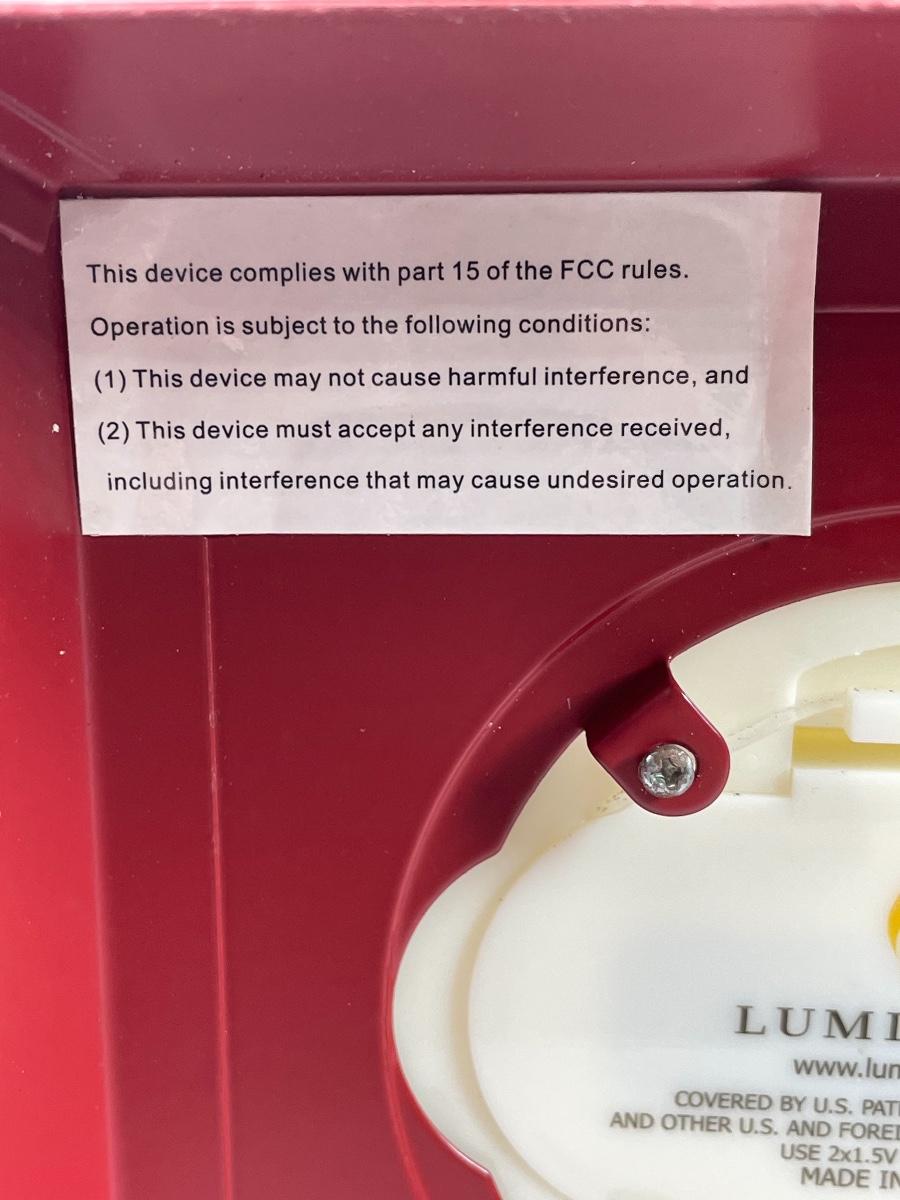 This device complies with part 15 of the FCC rules.
Operation is subject to the following conditions:
(1) This device may not cause harmful interference, and
(2) This device must accept any interference received,
including interference that may cause undesired operation.
LUMI
www.lum
COVERED BY U.S. PAT
AND OTHER U.S. AND FOREI
USE 2x1.5V
MADE IN